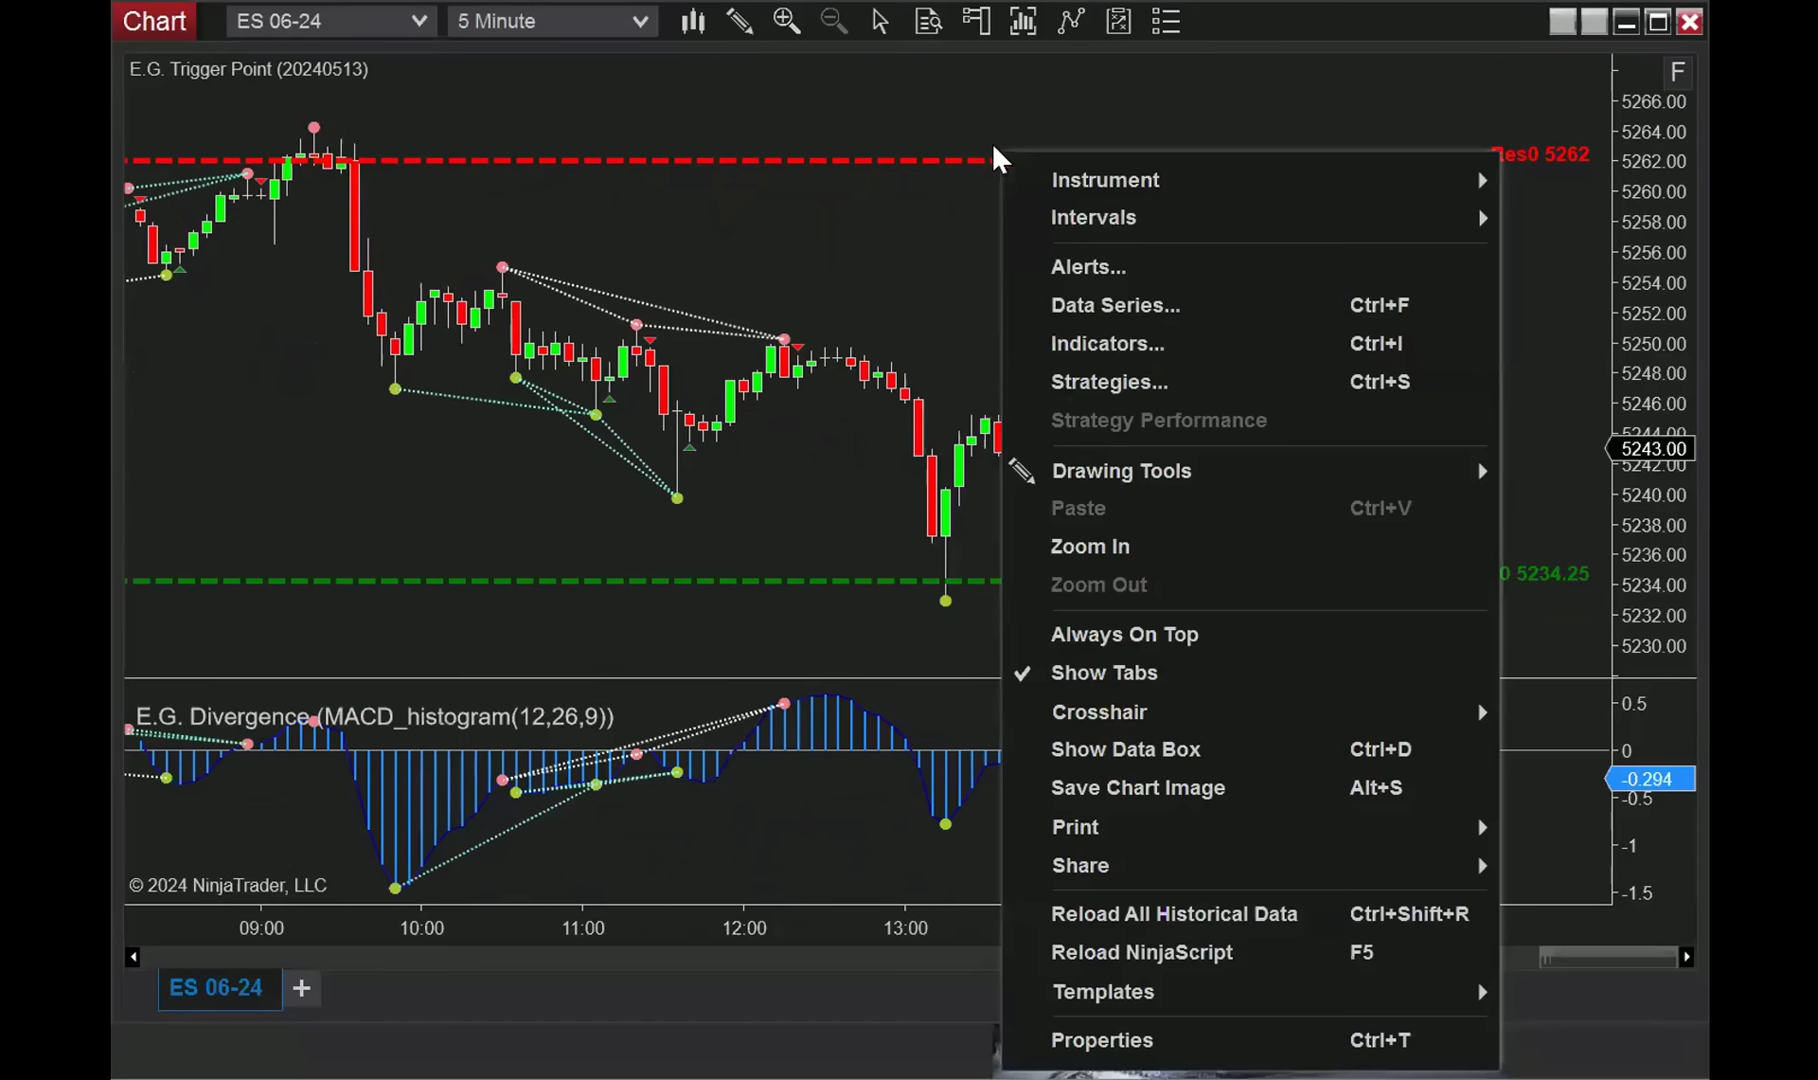 Chart ES 06-24 5 Minute
E.G. Trigger Point (20240513)
F
5266.00
5264.00
5262.00
5260.00
5258.00
5256.00
5254.00
5252.00
5250.00
5248.00
5246.00
5244.00
5243.00
5242.00
5240.00
5238.00
5236.00
5234.00
5232.00
5230.00
Res0 5262
0 5234.25
Instrument
Intervals
Alerts...
Data Series... Ctrl+F
Indicators... Ctrl+I
Strategies... Ctrl+S
Strategy Performance
Drawing Tools
Paste Ctrl+V
Zoom In
Zoom Out
Always On Top
Show Tabs
Crosshair
Show Data Box Ctrl+D
Save Chart Image Alt+S
Print
Share
Reload All Historical Data Ctrl+Shift+R
Reload NinjaScript F5
Templates
Properties Ctrl+T
E.G. Divergence (MACD_histogram(12,26,9))
0.5
0
-0.294
-0.5
-1
-1.5
© 2024 NinjaTrader, LLC
09:00 10:00 11:00 12:00 13:00
ES 06-24 +